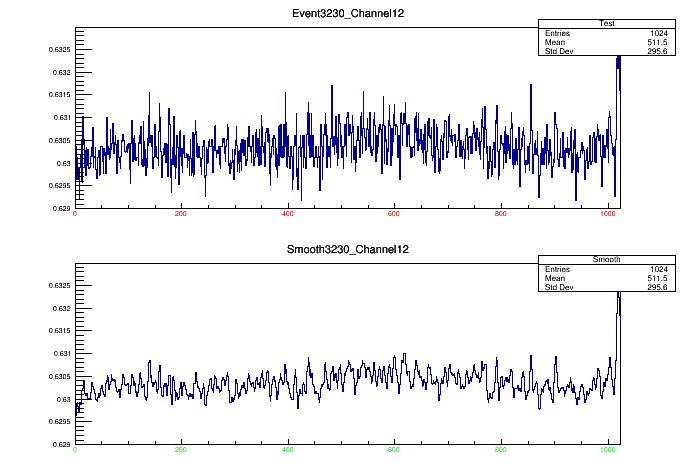 Event3230_Channel12
Test
Entries 1024
Mean 511.5
Std Dev 295.6
0.6325
0.632
0.6315
0.631
0.6305
0.63
0.6295
0.629
0 200 400 600 800 1000
Smooth3230_Channel12
Smooth
Entries 1024
Mean 511.5
Std Dev 295.6
0.6325
0.632
0.6315
0.631
0.6305
0.63
0.6295
0.629
0 200 400 600 800 1000